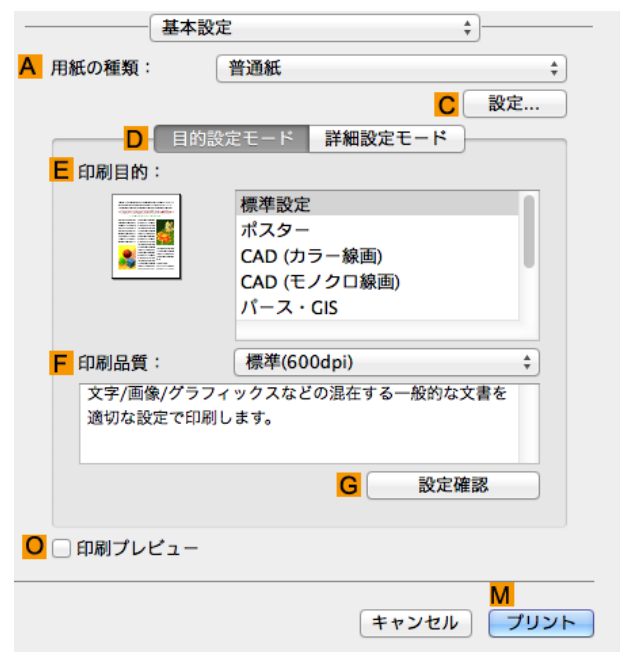 基本設定
A 用紙の種類： 普通紙
C 設定...
D 目的設定モード 詳細設定モード
E 印刷目的：
標準設定
ポスター
CAD (カラー線画)
CAD (モノクロ線画)
パース・GIS
F 印刷品質： 標準(600dpi)
文字/画像/グラフィックスなどの混在する一般的な文書を
適切な設定で印刷します。
G 設定確認
O 印刷プレビュー
M
キャンセル プリント